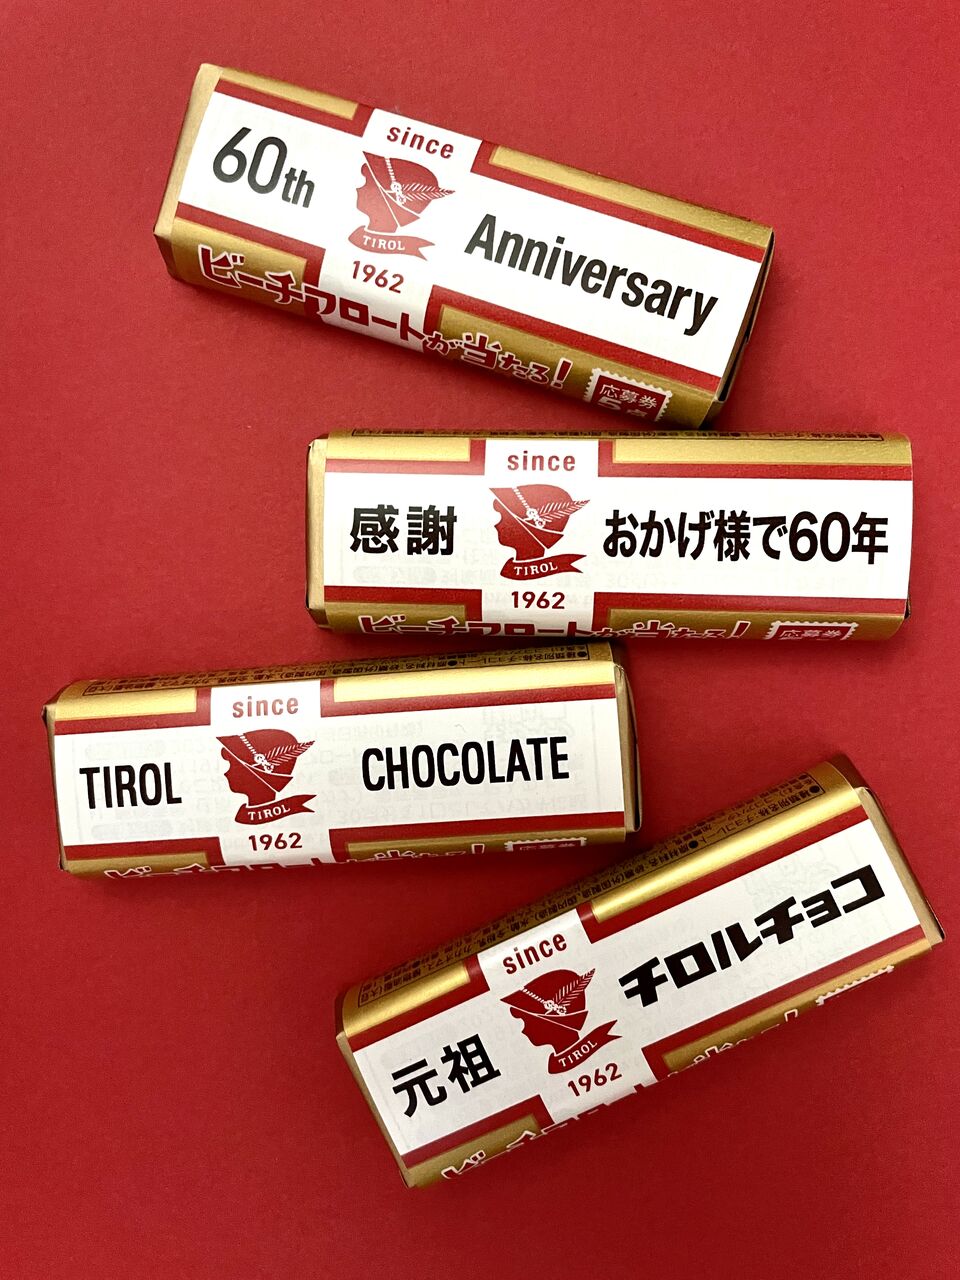 since
60th
Anniversary
TIROL
1962
ビーチフロートが当たる!
応募券
since
感謝
おかげ様で60年
TIROL
1962
ビーチフロートが当たる!
応募券
since
TIROL
CHOCOLATE
TIROL
1962
since
元祖
チロルチョコ
TIROL
1962